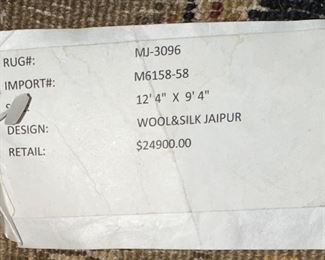 RUG#: MJ-3096
IMPORT#: M6158-58
12' 4" X 9' 4"
DESIGN: WOOL&SILK JAIPUR
RETAIL: $24900.00